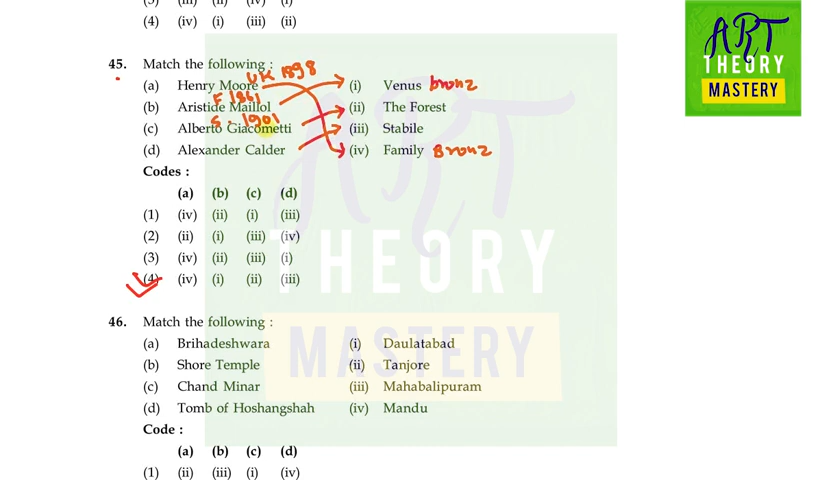 (4) (iv) (i) (iii) (ii)
ART
THEORY
MASTERY
45. Match the following :
UK 1898
(a) Henry Moore (i) Venus bronz
F 1861
(b) Aristide Maillol (ii) The Forest
S - 1901
(c) Alberto Giacometti (iii) Stabile
(d) Alexander Calder (iv) Family Bronz
Codes :
(a) (b) (c) (d)
(1) (iv) (ii) (i) (iii)
(2) (ii) (i) (iii) (iv)
(3) (iv) (ii) (iii) (i)
(4) (iv) (i) (ii) (iii)
ART
THEORY
MASTERY
46. Match the following :
(a) Brihadeshwara (i) Daulatabad
(b) Shore Temple (ii) Tanjore
(c) Chand Minar (iii) Mahabalipuram
(d) Tomb of Hoshangshah (iv) Mandu
Code :
(a) (b) (c) (d)
(1) (ii) (iii) (i) (iv)